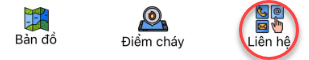 Bản đồ
Điểm cháy
Liên hệ